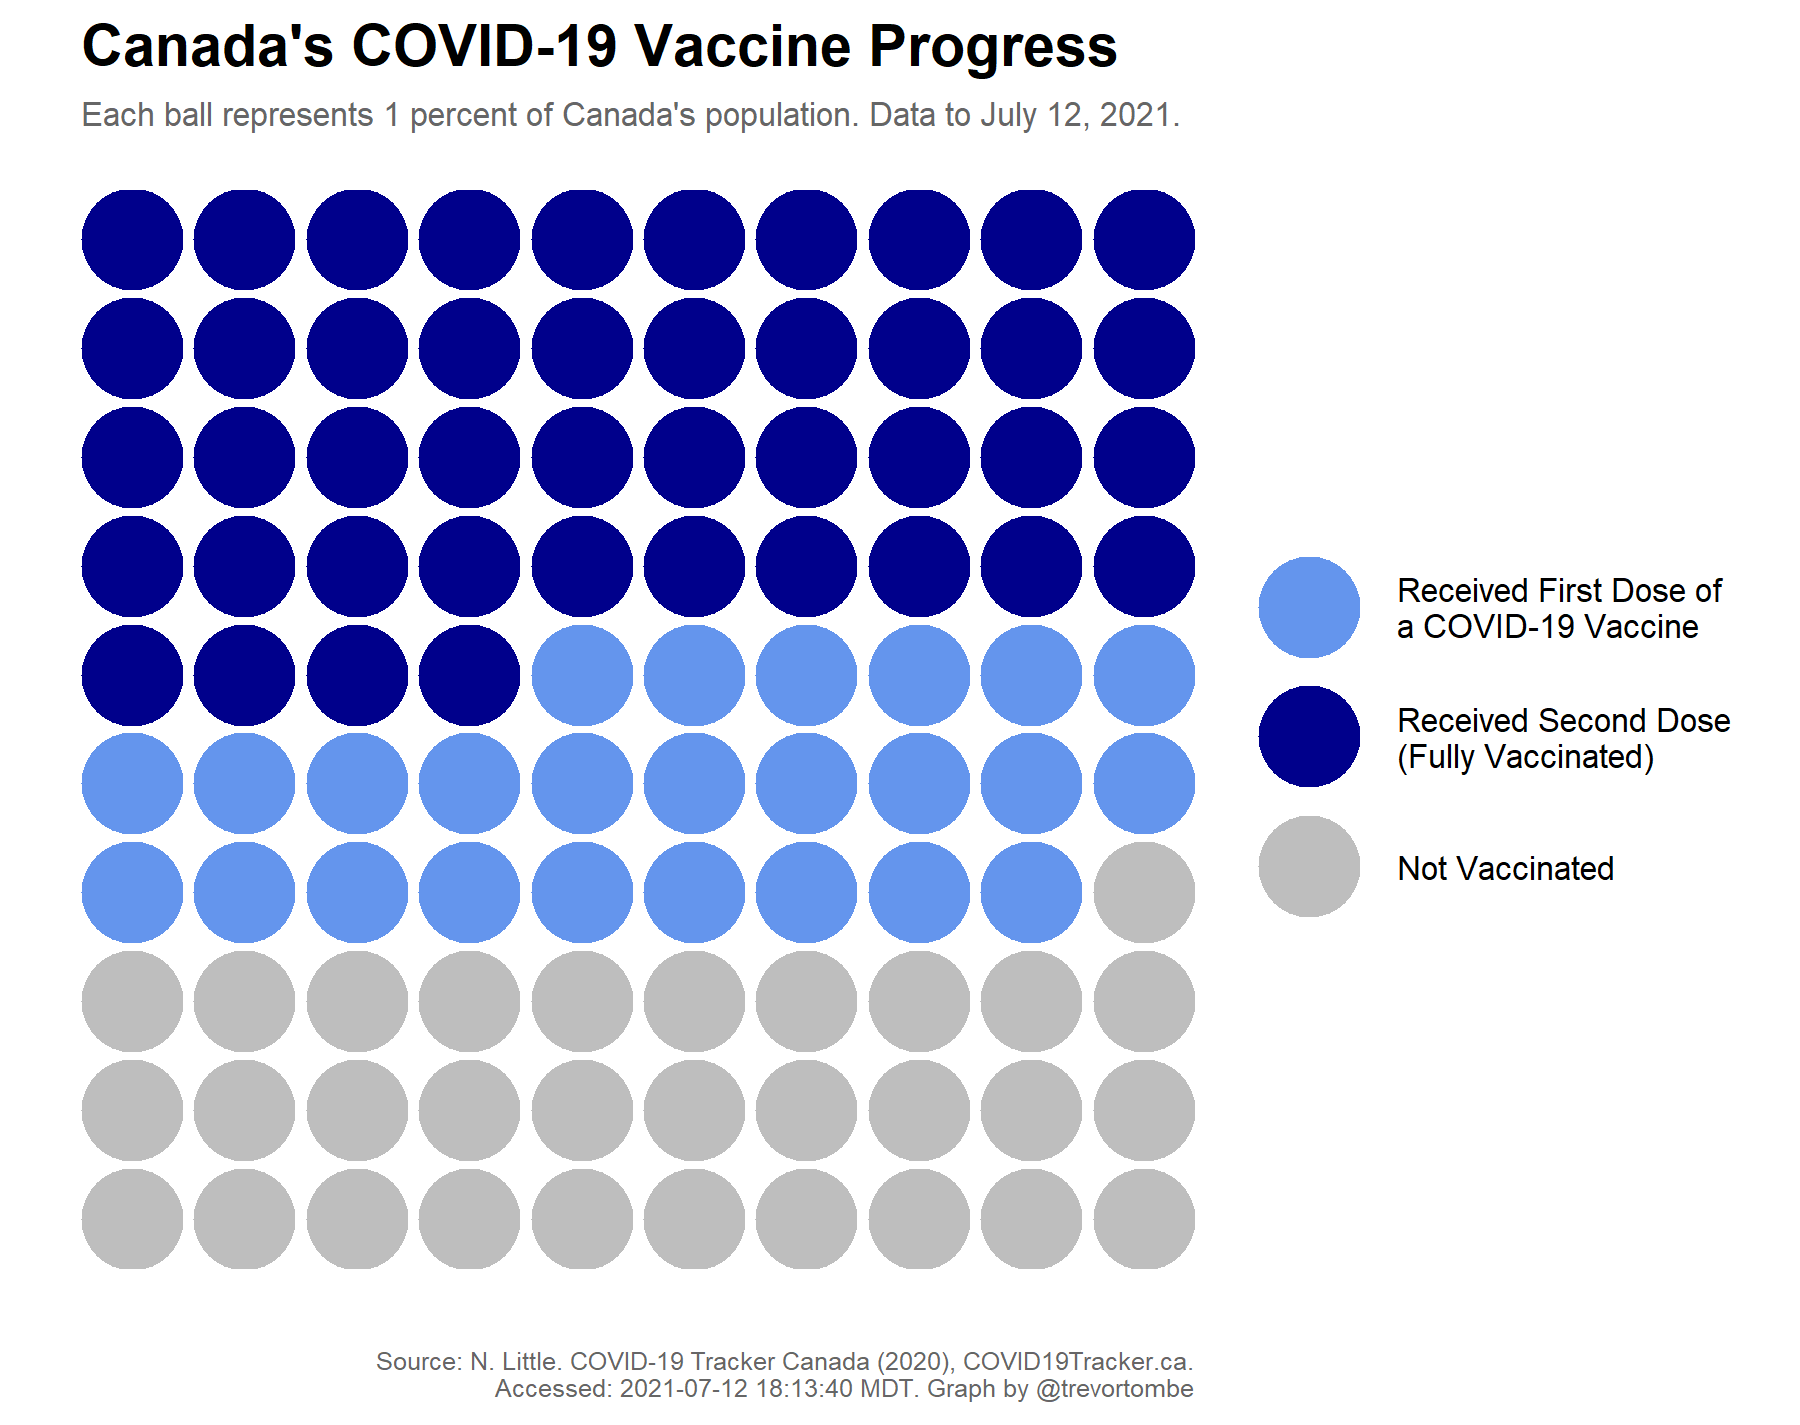 Canada's COVID-19 Vaccine Progress
Each ball represents 1 percent of Canada's population. Data to July 12, 2021.
Received First Dose of
a COVID-19 Vaccine
Received Second Dose
(Fully Vaccinated)
Not Vaccinated
Source: N. Little. COVID-19 Tracker Canada (2020), COVID19Tracker.ca.
Accessed: 2021-07-12 18:13:40 MDT. Graph by @trevortombe